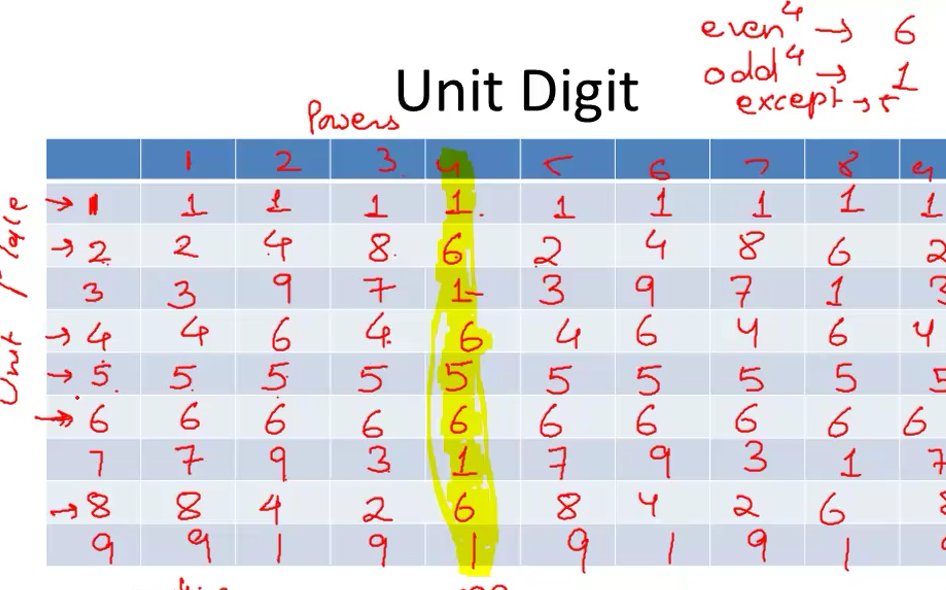 even⁴ → 6
odd⁴ → 1
except → 5
Unit Digit
Powers
1 2 3 4 5 6 7 8 9
Unit Place
→ 1 1 1 1 1 1 1 1 1 1
→ 2 2 4 8 6 2 4 8 6 2
3 3 9 7 1 3 9 7 1 3
→ 4 4 6 4 6 4 6 4 6 4
→ 5 5 5 5 5 5 5 5 5 5
→ 6 6 6 6 6 6 6 6 6 6
7 7 9 3 1 7 9 3 1 7
→ 8 8 4 2 6 8 4 2 6 8
9 9 1 9 1 9 1 9 1 9